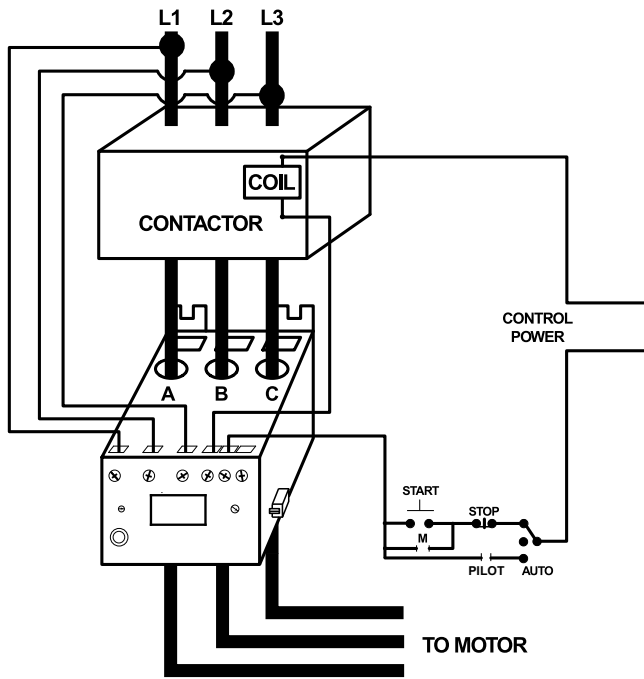 L1 L2 L3
COIL
CONTACTOR
CONTROL
POWER
A B C
START
STOP
M
PILOT AUTO
TO MOTOR